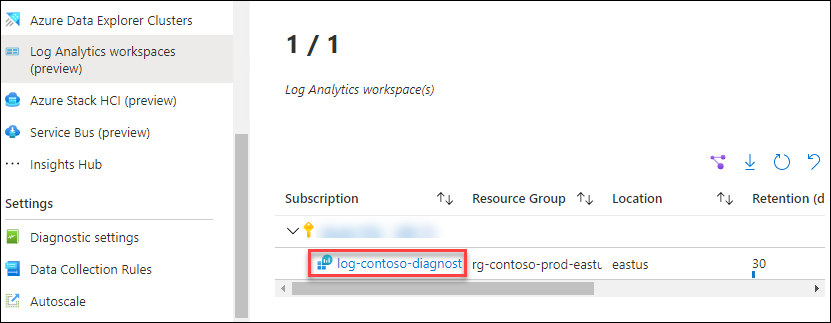 Azure Data Explorer Clusters
Log Analytics workspaces
(preview)
Azure Stack HCI (preview)
Service Bus (preview)
Insights Hub
Settings
Diagnostic settings
Data Collection Rules
Autoscale
1 / 1
Log Analytics workspace(s)
Subscription Resource Group Location Retention (d
log-contoso-diagnost rg-contoso-prod-eastu eastus 30